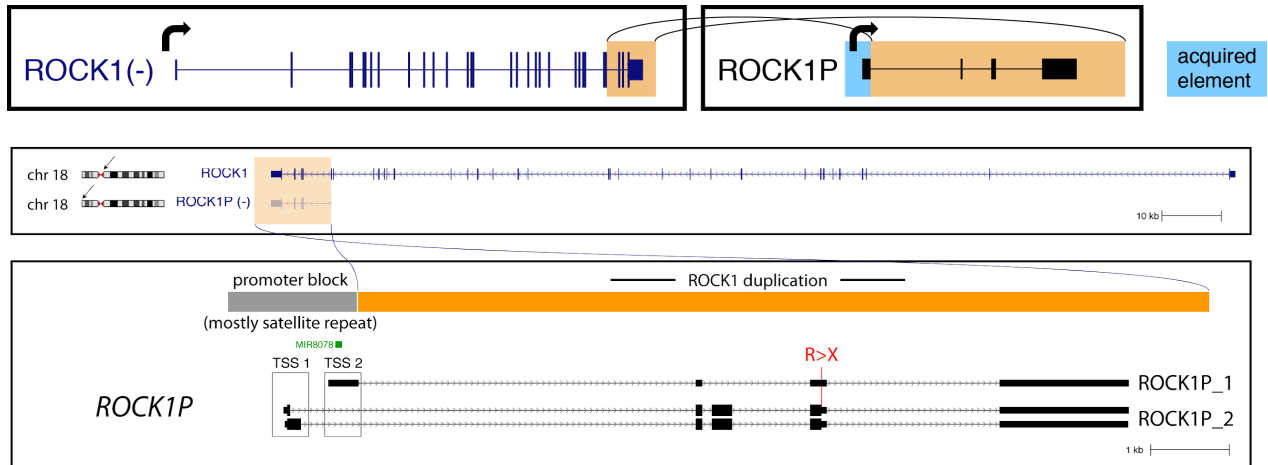 ROCK1(-)
ROCK1P
acquired
element
chr 18
ROCK1
chr 18
ROCK1P (-)
10 kb
promoter block
ROCK1 duplication
(mostly satellite repeat)
MIR8078
TSS 1
TSS 2
R>X
ROCK1P_1
ROCK1P
ROCK1P_2
1 kb